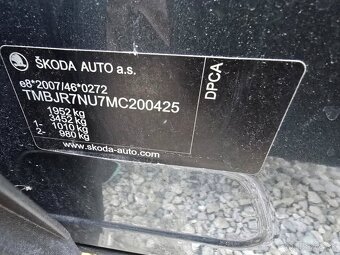 ŠKODA AUTO a.s.
e8*2007/46*0272
TMBJR7NU7MC200425
1952 kg
3452 kg
1- 1010 kg
2- 980 kg
www.skoda-auto.com
DPCA